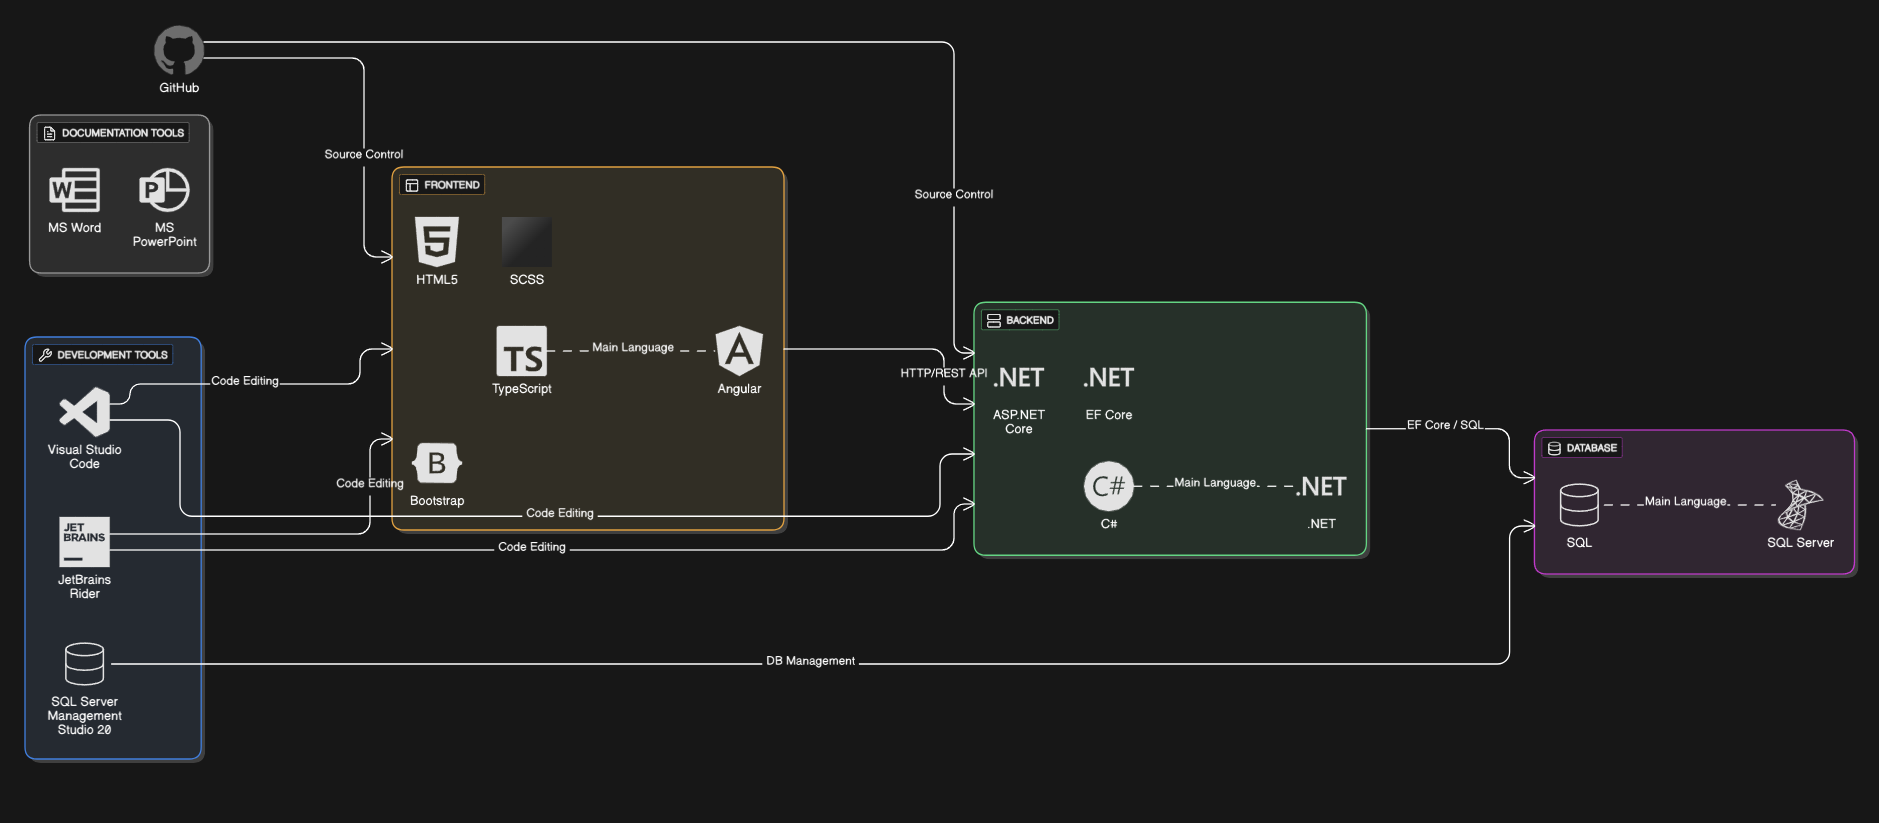 GitHub
DOCUMENTATION TOOLS
W
MS Word
P
MS
PowerPoint
Source Control
Source Control
FRONTEND
5
HTML5
SCSS
TS
TypeScript
Main Language
A
Angular
B
Bootstrap
DEVELOPMENT TOOLS
Visual Studio
Code
Code Editing
Code Editing
Code Editing
Code Editing
JET
BRAINS
JetBrains
Rider
SQL Server
Management
Studio 20
DB Management
HTTP/REST API
BACKEND
.NET
ASP.NET
Core
.NET
EF Core
C#
C#
Main Language
.NET
.NET
EF Core / SQL
DATABASE
SQL
Main Language
SQL Server